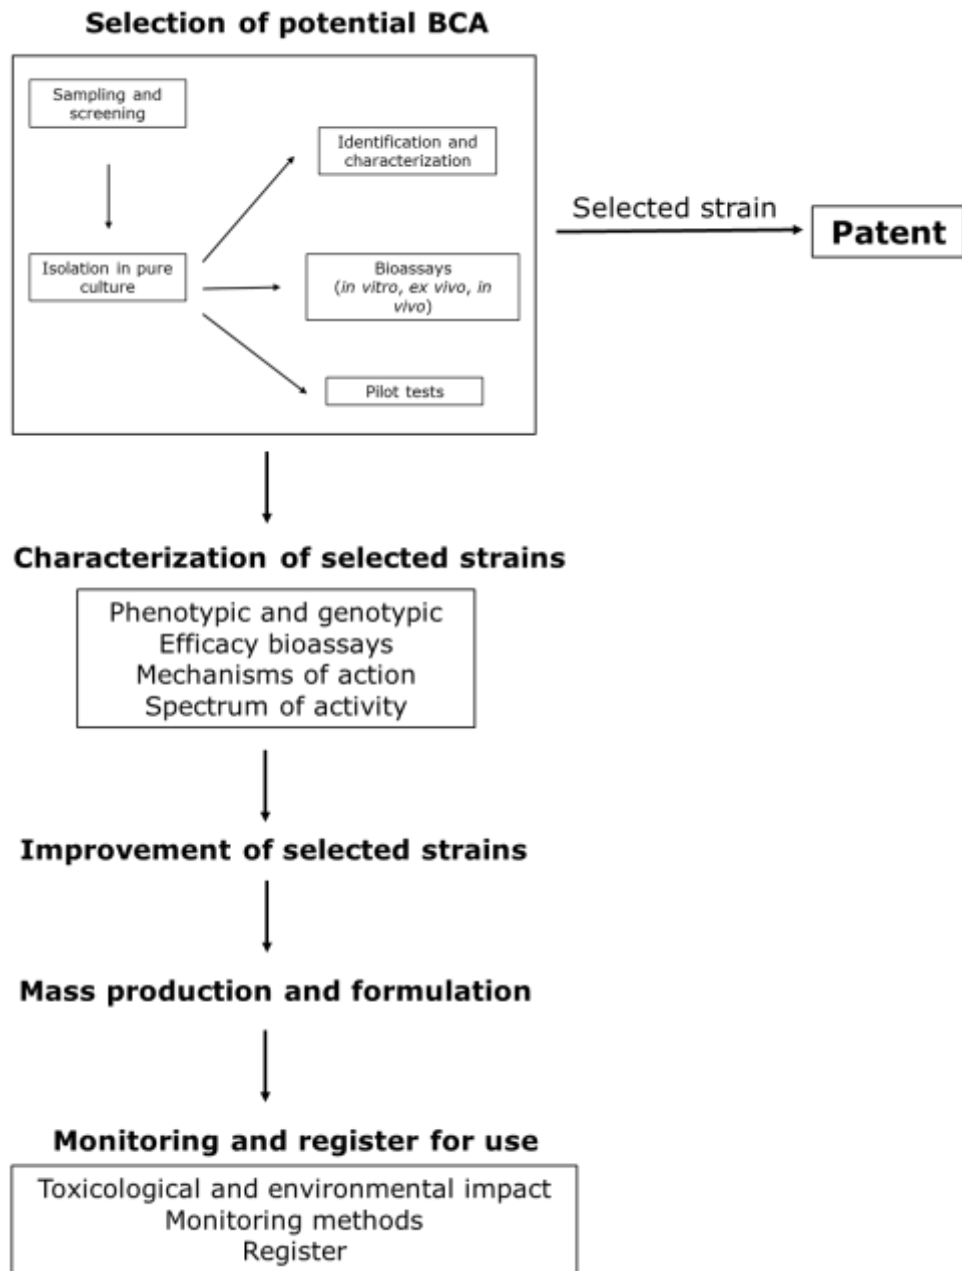 Selection of potential BCA
Sampling and
screening
Identification and
characterization
Selected strain
Patent
Isolation in pure
culture
Bioassays
(in vitro, ex vivo, in
vivo)
Pilot tests
Characterization of selected strains
Phenotypic and genotypic
Efficacy bioassays
Mechanisms of action
Spectrum of activity
Improvement of selected strains
Mass production and formulation
Monitoring and register for use
Toxicological and environmental impact
Monitoring methods
Register